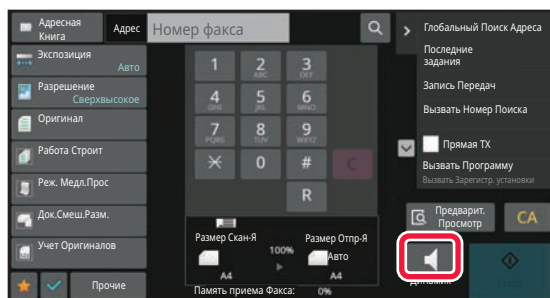 Адресная
Книга
Адрес
Номер факса
Экспозиция
Авто
Разрешение
Сверхвысокое
Оригинал
Работа Строит
Реж. Медл.Прос
Док.Смеш.Разм.
Учет Оригиналов
Прочие
1
2
ABC
3
DEF
4
GHI
5
JKL
6
MNO
7
PQRS
8
TUV
9
WXYZ
0
#
C
R
Размер Скан-Я
100%
Размер Отпр-Я
Авто
A4
A4
Память приема Факса: 0%
Глобальный Поиск Адреса
Последние
задания
Запись Передач
Вызвать Номер Поиска
Прямая TX
Вызвать Программу
Вызвать Зарегистр. установки
Предварит.
Просмотр
CA
Динамик